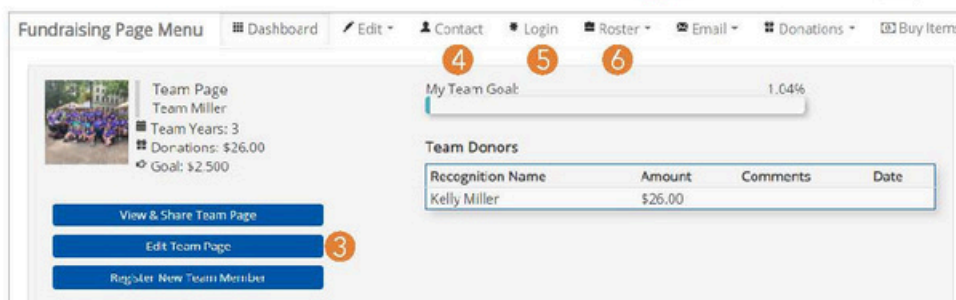 Fundraising Page Menu Dashboard Edit Contact Login Roster Email Donations Buy Items
4 5 6
Team Page
Team Miller
Team Years: 3
Donations: $26.00
Goal: $2,500
View & Share Team Page
Edit Team Page 3
Register New Team Member
My Team Goal: 1.04%
Team Donors
Recognition Name Amount Comments Date
Kelly Miller $26.00